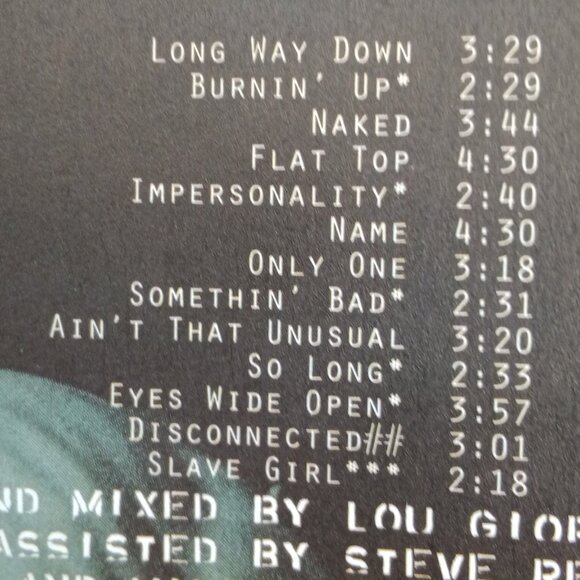 LONG WAY DOWN 3:29
BURNIN' UP* 2:29
NAKED 3:44
FLAT TOP 4:30
IMPERSONALITY* 2:40
NAME 4:30
ONLY ONE 3:18
SOMETHIN' BAD* 2:31
AIN'T THAT UNUSUAL 3:20
SO LONG* 2:33
EYES WIDE OPEN* 3:57
DISCONNECTED## 3:01
SLAVE GIRL*** 2:18
MIXED BY LOU
ASSISTED BY STEVE